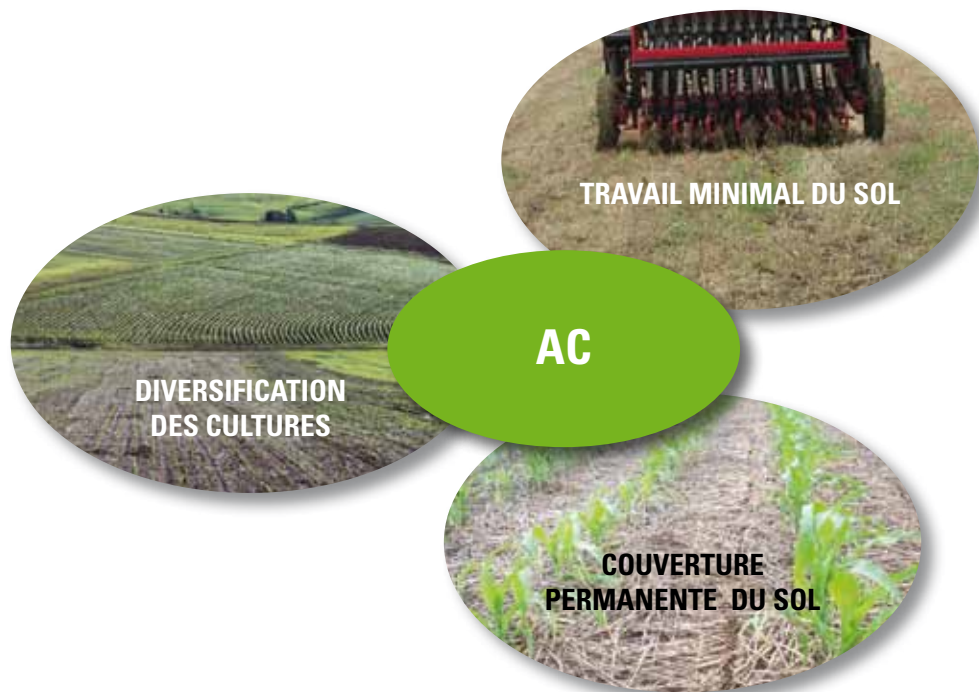 TRAVAIL MINIMAL DU SOL
AC
DIVERSIFICATION
DES CULTURES
COUVERTURE
PERMANENTE DU SOL